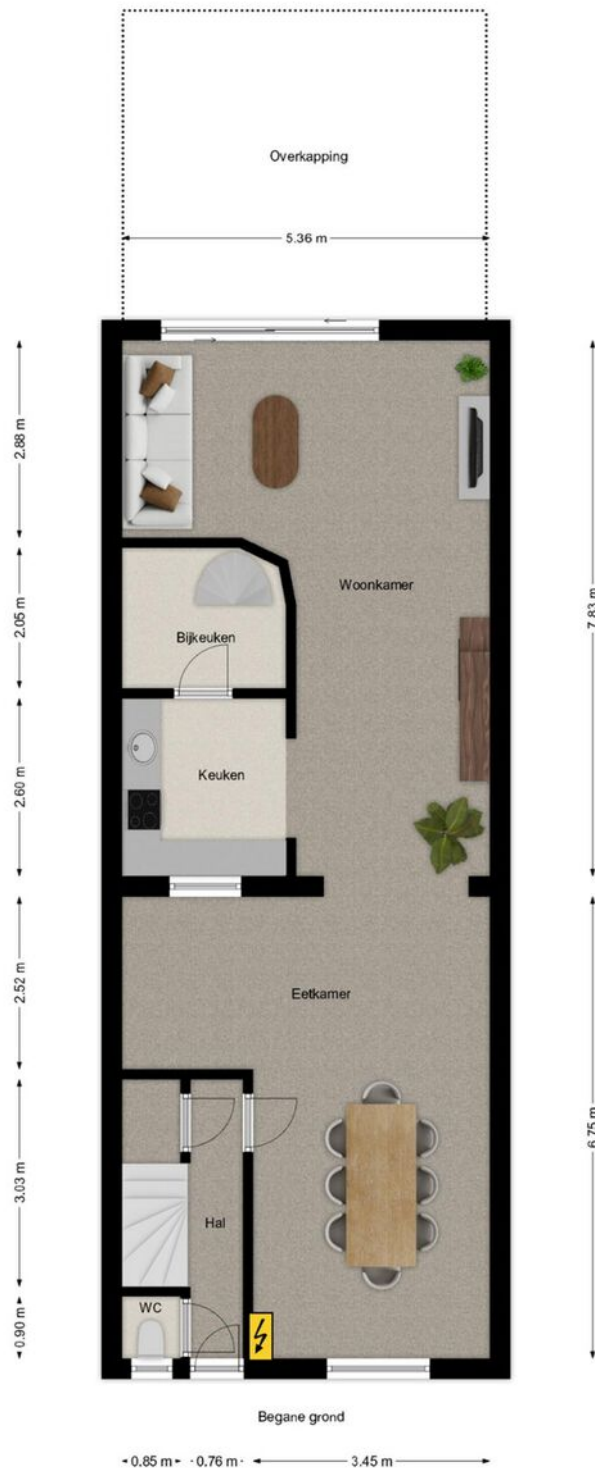 Overkapping
5.36 m
2.88 m
Woonkamer
7.83 m
2.05 m
Bijkeuken
2.60 m
Keuken
2.52 m
Eetkamer
6.75 m
3.03 m
Hal
0.90 m
WC
Begane grond
0.85 m
0.76 m
3.45 m